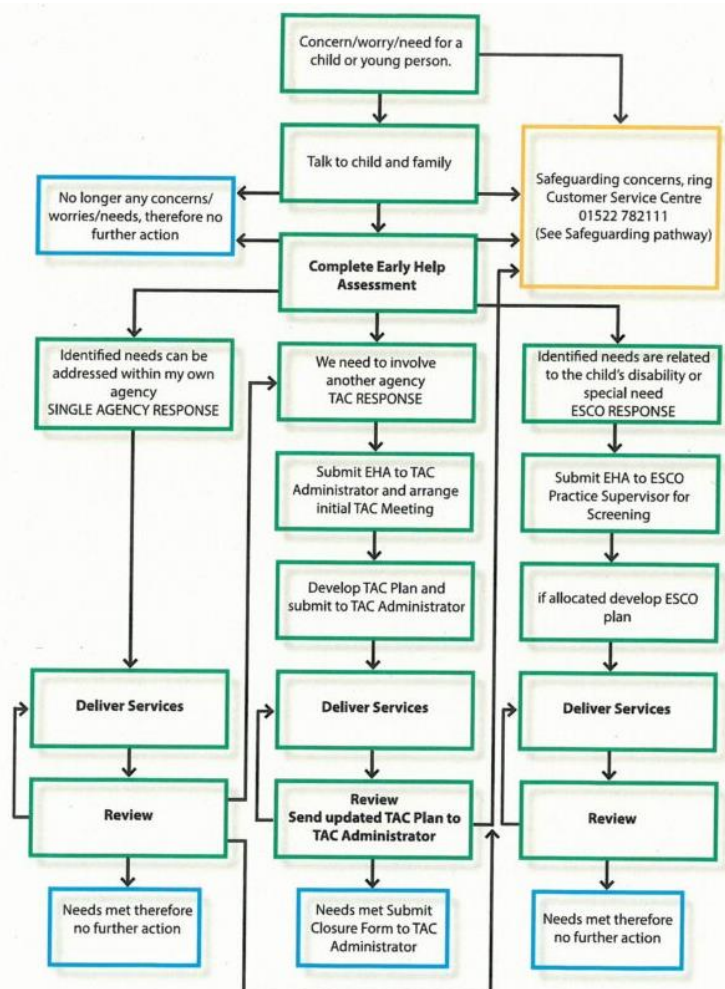 Concern/worry/need for a
child or young person.
Talk to child and family
No longer any concerns/
worries/needs, therefore no
further action
Safeguarding concerns, ring
Customer Service Centre
01522 782111
(See Safeguarding pathway)
Complete Early Help
Assessment
Identified needs can be
addressed within my own
agency
SINGLE AGENCY RESPONSE
We need to involve
another agency
TAC RESPONSE
Identified needs are related
to the child's disability or
special need
ESCO RESPONSE
Submit EHA to TAC
Administrator and arrange
initial TAC Meeting
Submit EHA to ESCO
Practice Supervisor for
Screening
Develop TAC Plan and
submit to TAC Administrator
if allocated develop ESCO
plan
Deliver Services
Deliver Services
Deliver Services
Review
Review
Send updated TAC Plan to
TAC Administrator
Review
Needs met therefore
no further action
Needs met Submit
Closure Form to TAC
Administrator
Needs met therefore
no further action